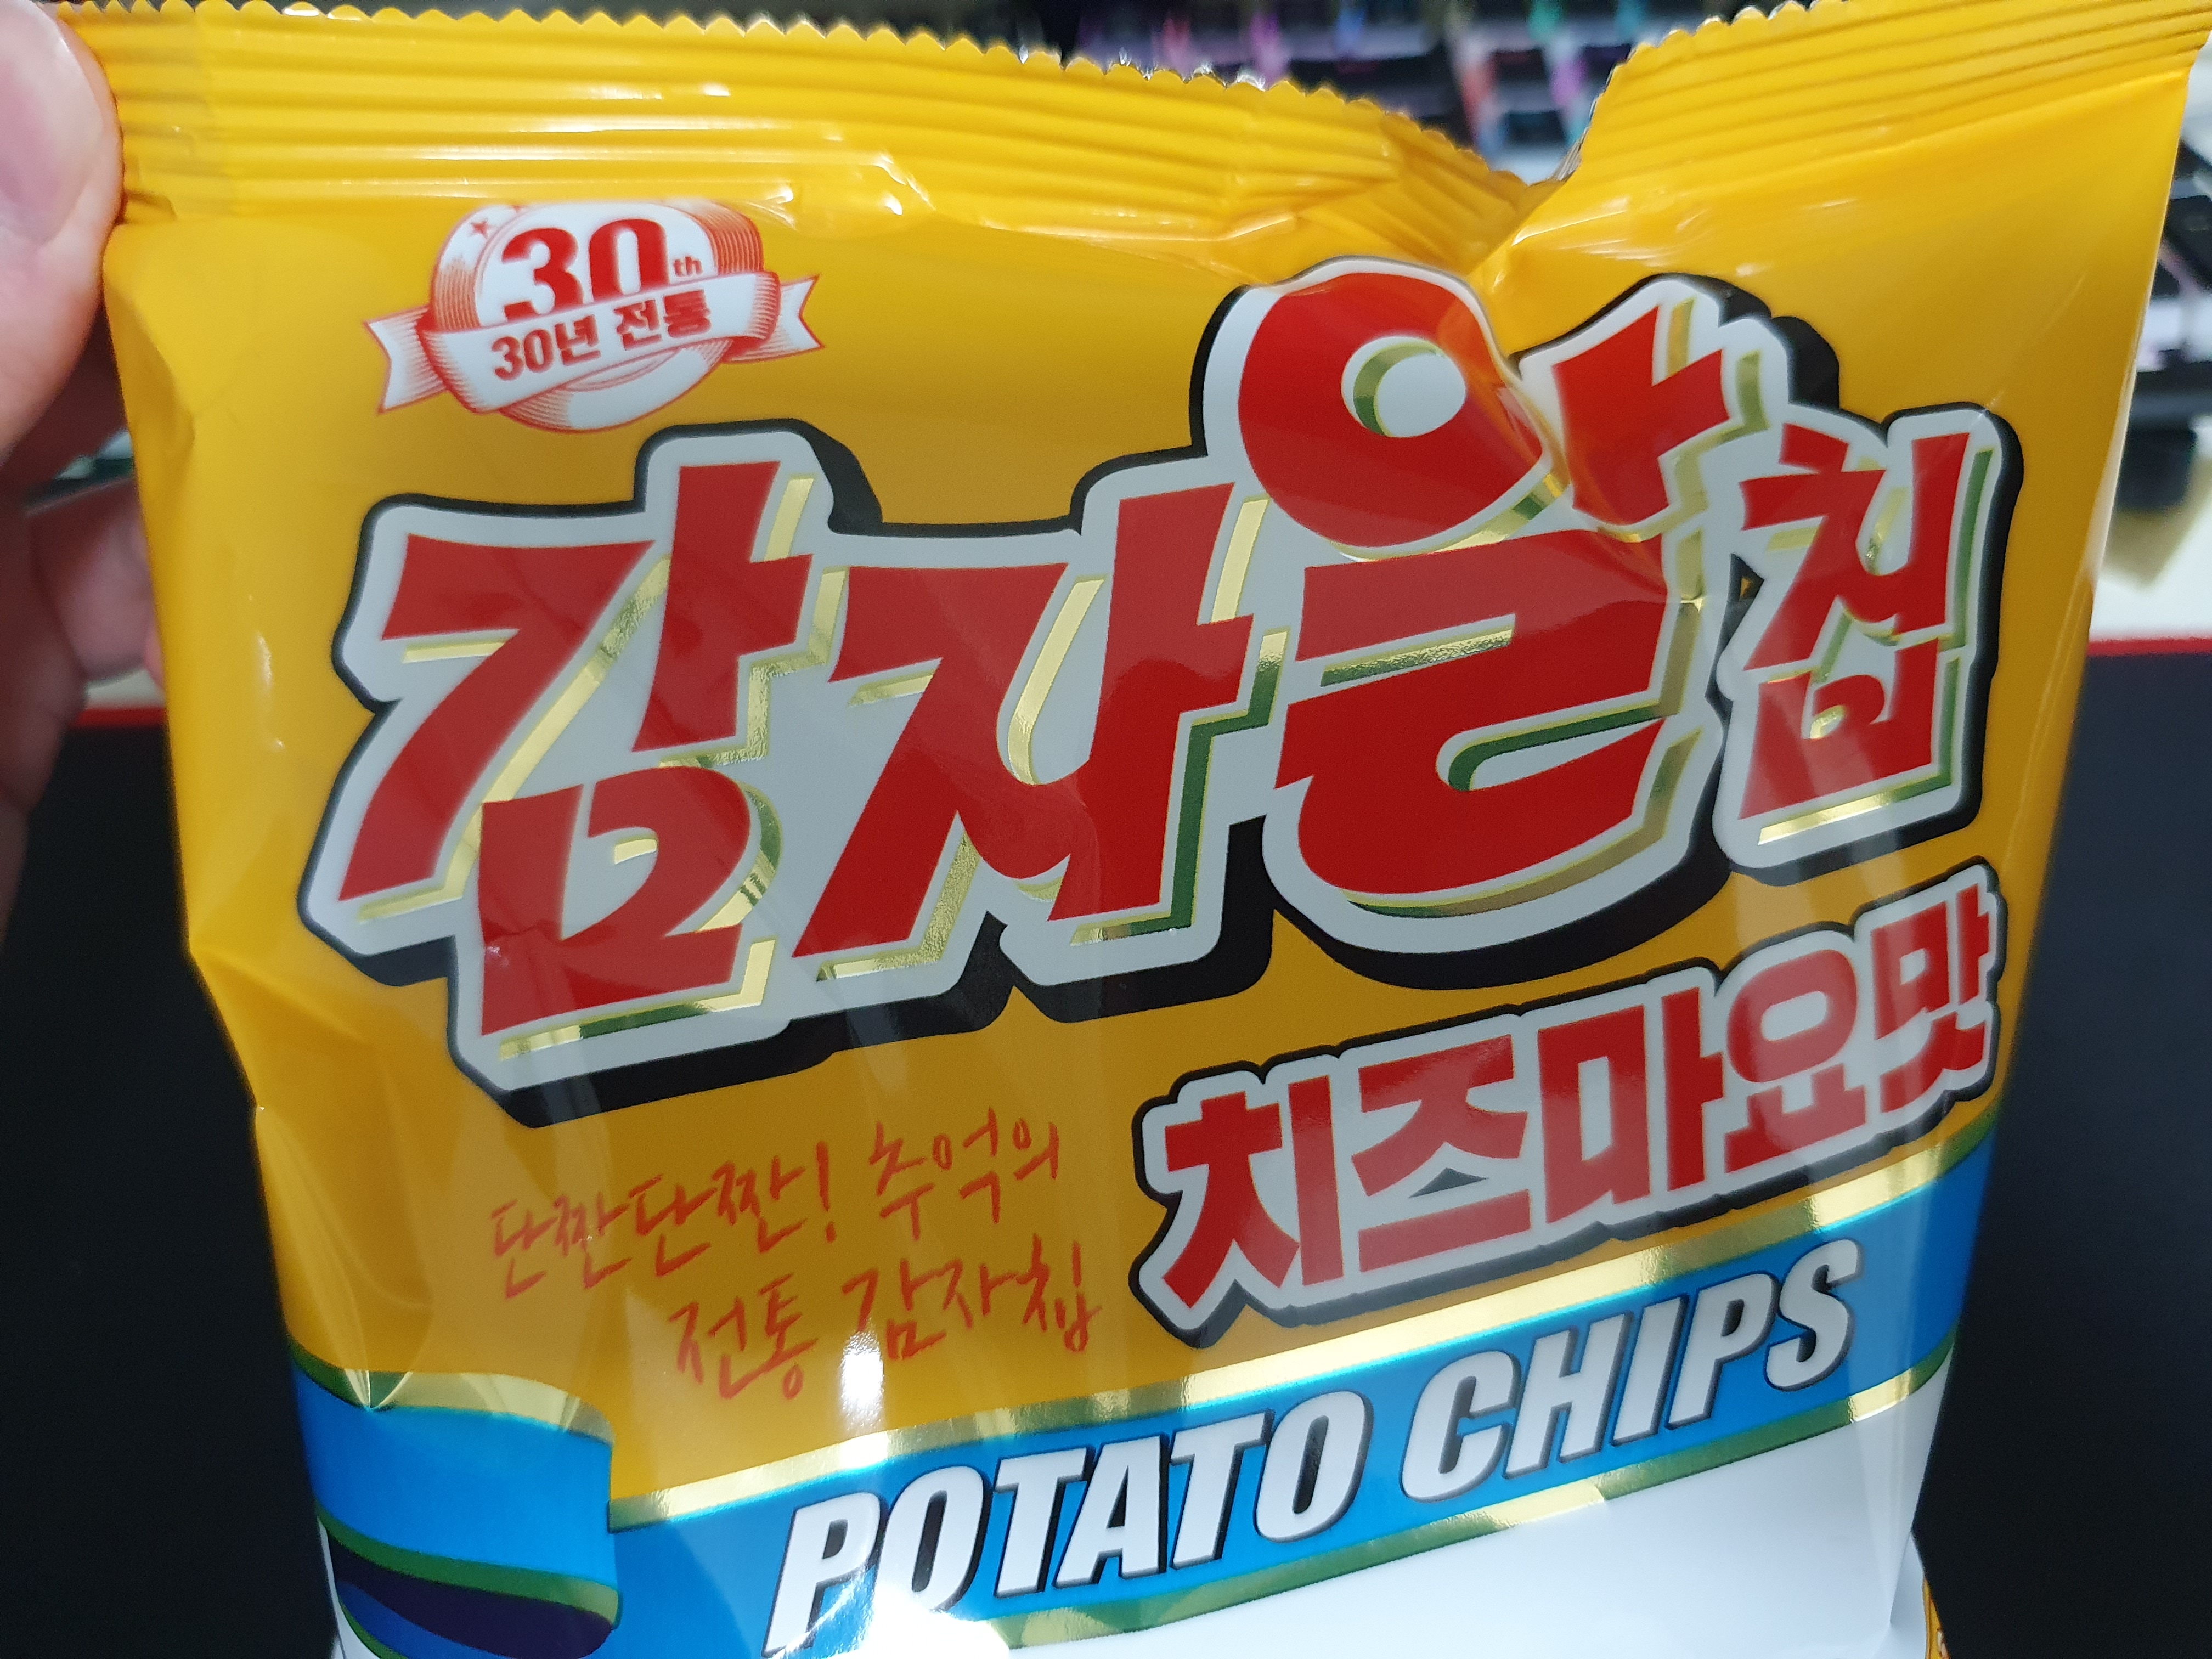 30th
30년 전통
감자알칩
치즈마요맛
단짠단짠! 추억의
전통 감자칩
POTATO CHIPS